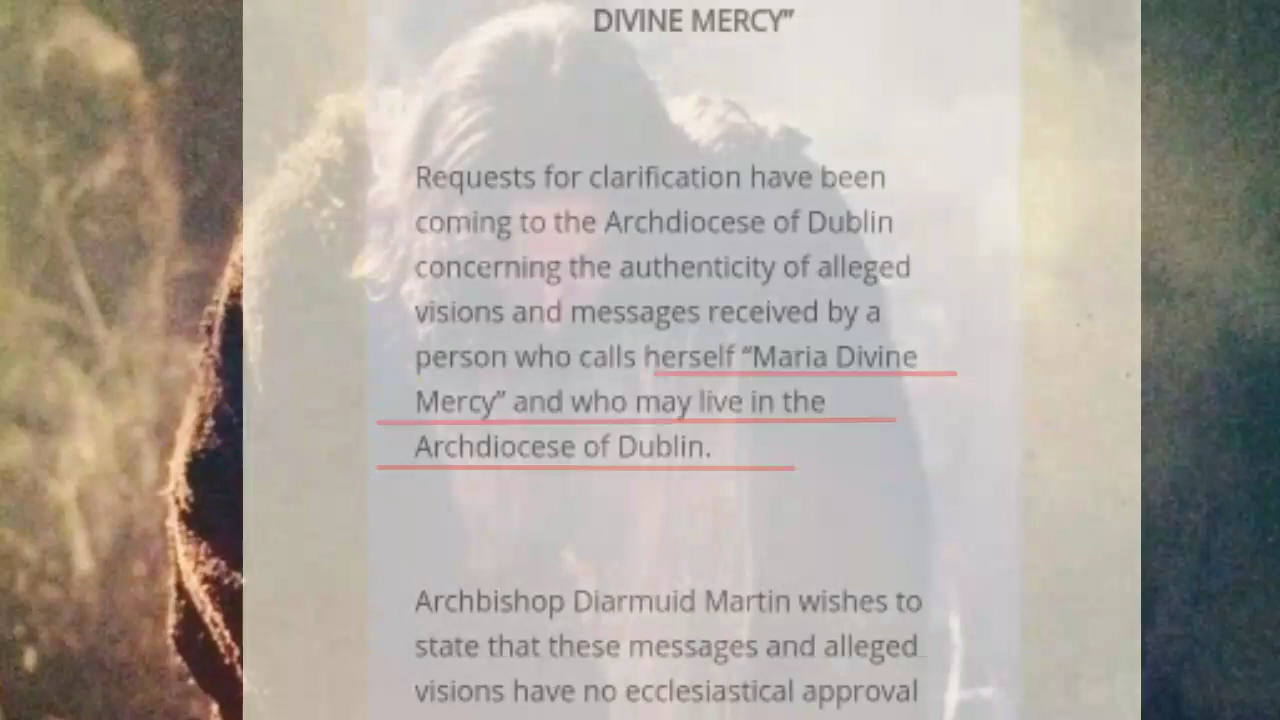 DIVINE MERCY”
Requests for clarification have been
coming to the Archdiocese of Dublin
concerning the authenticity of alleged
visions and messages received by a
person who calls herself “Maria Divine
Mercy” and who may live in the
Archdiocese of Dublin.
Archbishop Diarmuid Martin wishes to
state that these messages and alleged
visions have no ecclesiastical approval